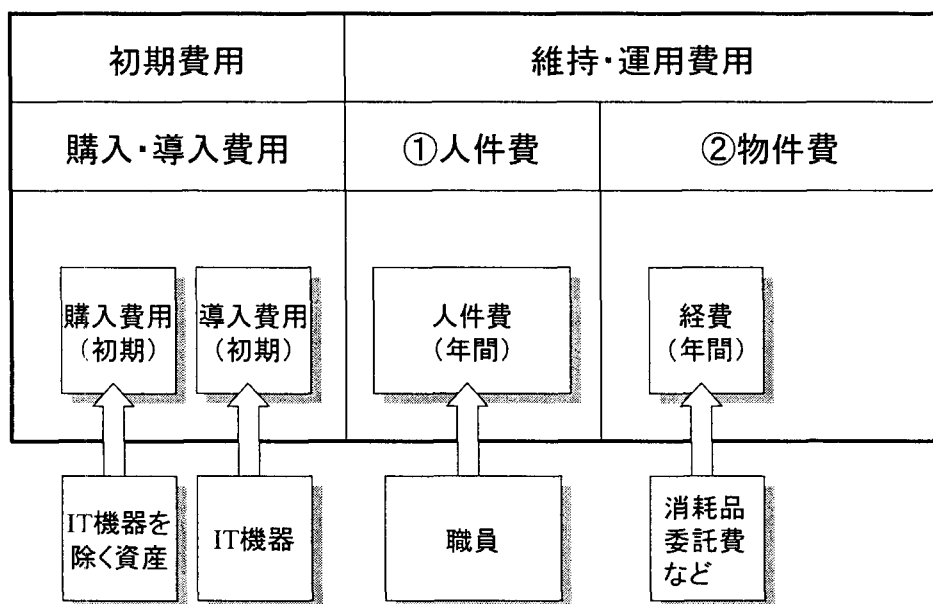 初期費用
維持・運用費用
購入・導入費用
①人件費
②物件費
購入費用
(初期)
導入費用
(初期)
人件費
(年間)
経費
(年間)
IT機器を
除く資産
IT機器
職員
消耗品
委託費
など